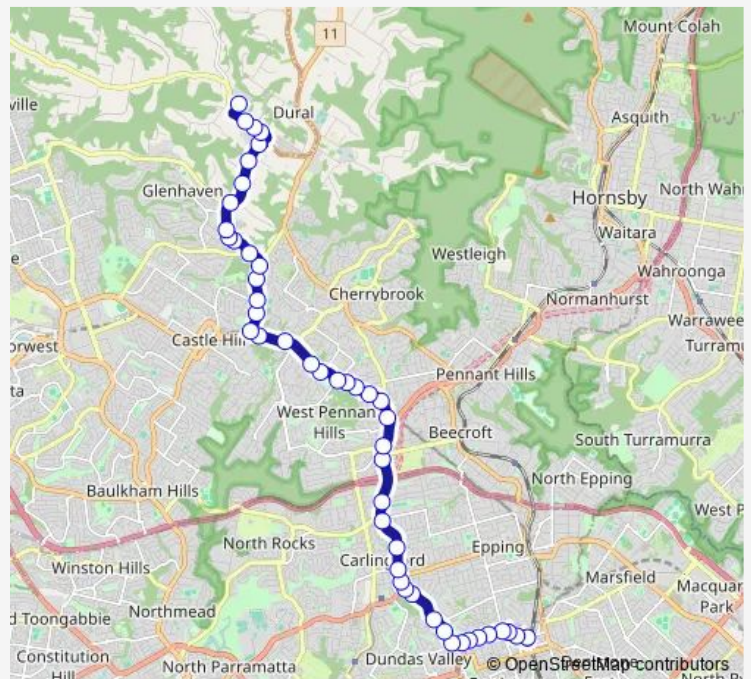 Mount Colah
11
ville
Dural
Asquith
Glenhaven
Hornsby
North Wah
Waitara
Westleigh
e
Wahroonga
Cherrybrook
Normanhurst
Warrawee
Castle Hill
orwest
Turramu
Pennant Hills
ta
West Pennan
Hills
Beecroft
South Turramurra
North Epping
Baulkham Hills
West P
North Rocks
Epping
Carlingford
Winston Hills
Marsfield
Macquar
Park
d Toongabbie
Northmead
Constitution
Hill
North Parramatta
Dundas Valley
© OpenStreetMap contributors